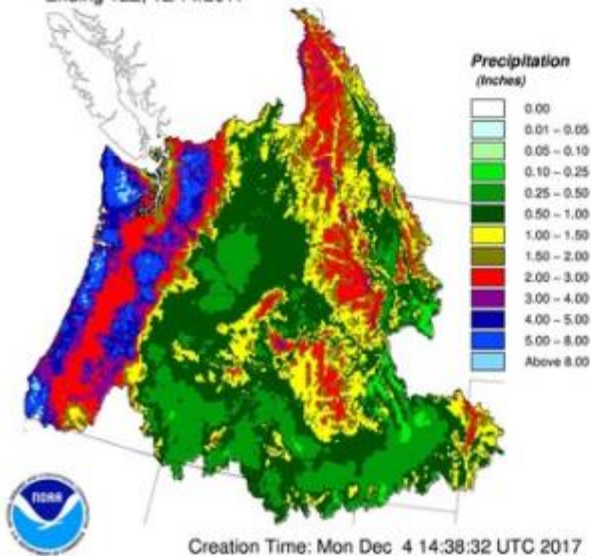 Precipitation
(Inches)
0.00
0.01 - 0.05
0.05 - 0.10
0.10 - 0.25
0.25 - 0.50
0.50 - 1.00
1.00 - 1.50
1.50 - 2.00
2.00 - 3.00
3.00 - 4.00
4.00 - 5.00
5.00 - 8.00
Above 8.00
NOAA
Creation Time: Mon Dec 4 14:38:32 UTC 2017